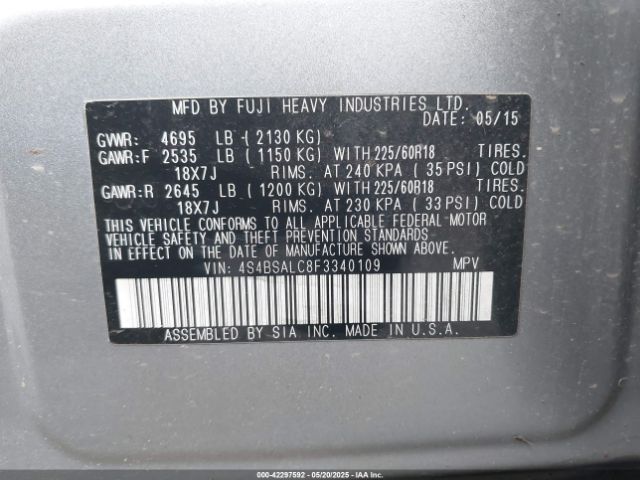 MFD BY FUJI HEAVY INDUSTRIES LTD.
DATE: 05/15
GVWR: 4695 LB (2130 KG)
GAWR:F 2535 LB (1150 KG) WITH 225/60R18 TIRES.
18X7J RIMS. AT 240 KPA (35 PSI) COLD
GAWR:R 2645 LB (1200 KG) WITH 225/60R18 TIRES.
18X7J RIMS. AT 230 KPA (33 PSI) COLD
THIS VEHICLE CONFORMS TO ALL APPLICABLE FEDERAL MOTOR
VEHICLE SAFETY AND THEFT PREVENTION STANDARDS
IN EFFECT ON THE DATE OF MANUFACTURE SHOWN ABOVE.
VIN: 4S4BSALC8F3340109 MPV
ASSEMBLED BY SIA INC. MADE IN U.S.A.
000-42297592 - 05/20/2025 - IAAI.COM